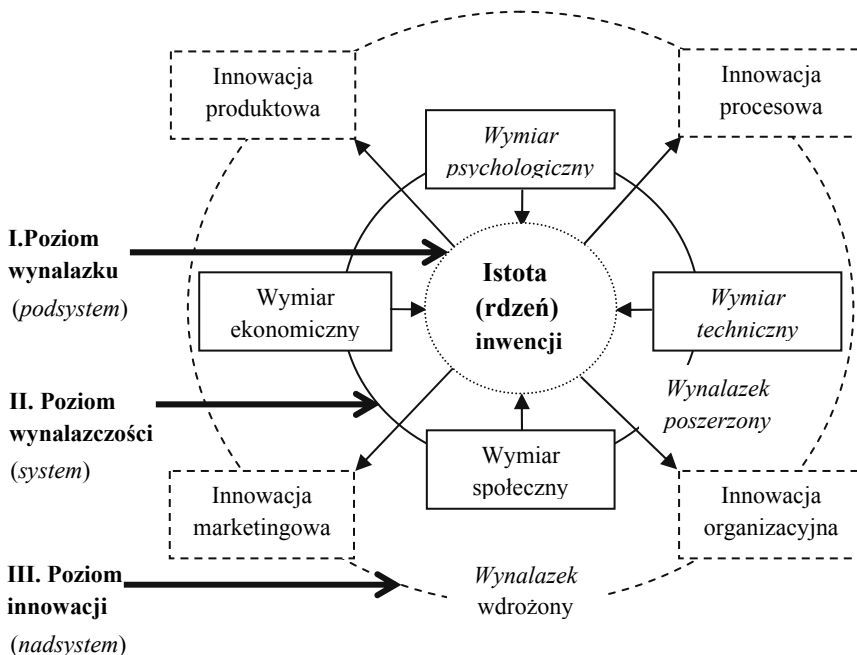 Innowacja
produktowa
Innowacja
procesowa
Wymiar
psychologiczny
I.Poziom
wynalazku
(podsystem)
Wymiar
ekonomiczny
Istota
(rdzeń)
inwencji
Wymiar
techniczny
II. Poziom
wynalazczości
(system)
Wynalazek
poszerzony
Innowacja
marketingowa
Wymiar
społeczny
Innowacja
organizacyjna
III. Poziom
innowacji
(nadsystem)
Wynalazek
wdrożony